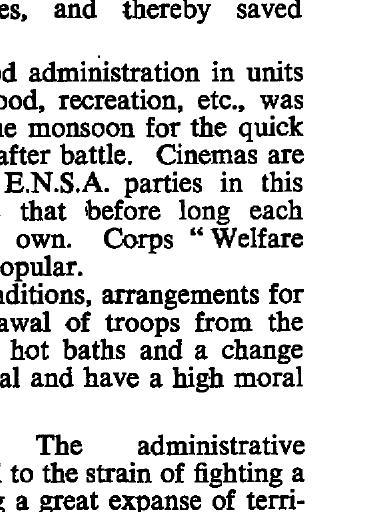 es, and thereby saved
d administration in units
ood, recreation, etc., was
e monsoon for the quick
after battle. Cinemas are
E.N.S.A. parties in this
that before long each
own. Corps "Welfare
opular.
nditions, arrangements for
awal of troops from the
hot baths and a change
al and have a high moral
The administrative
to the strain of fighting a
g a great expanse of terri-